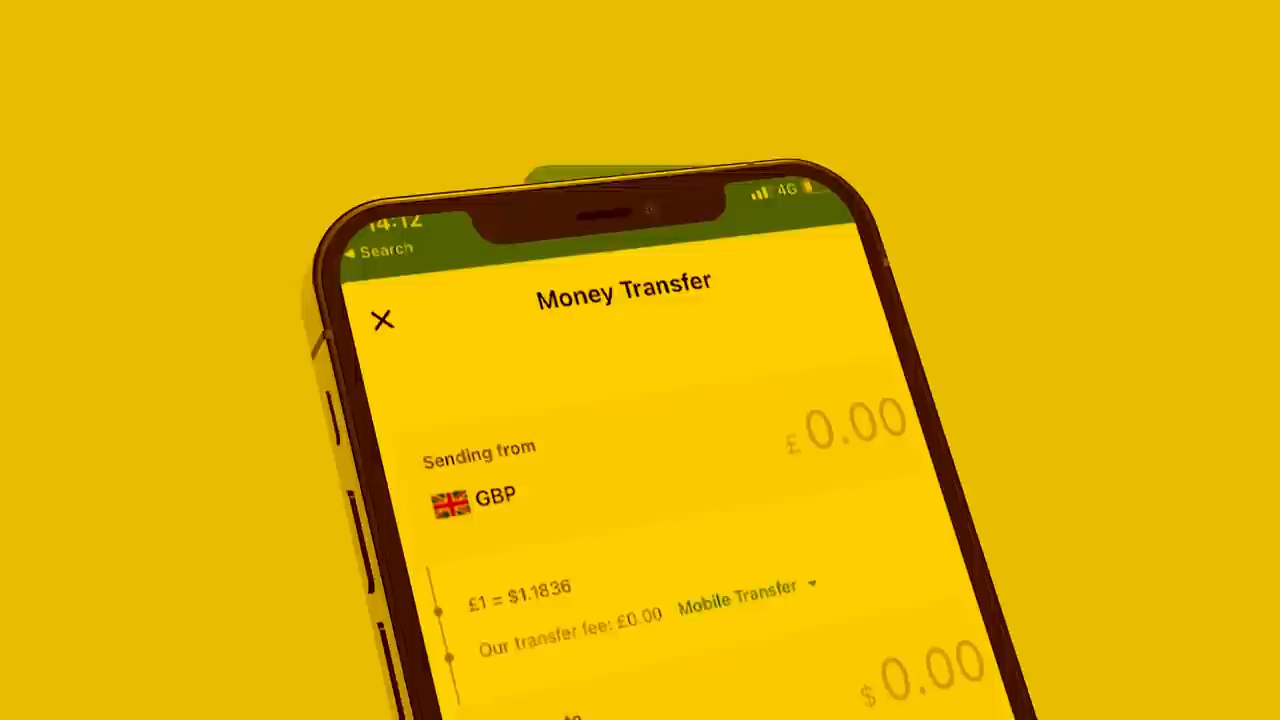 14:12
◀ Search
4G
Money Transfer
Sending from
£0.00
GBP
£1 = $1.1836
Our transfer fee: £0.00 Mobile Transfer
$0.00